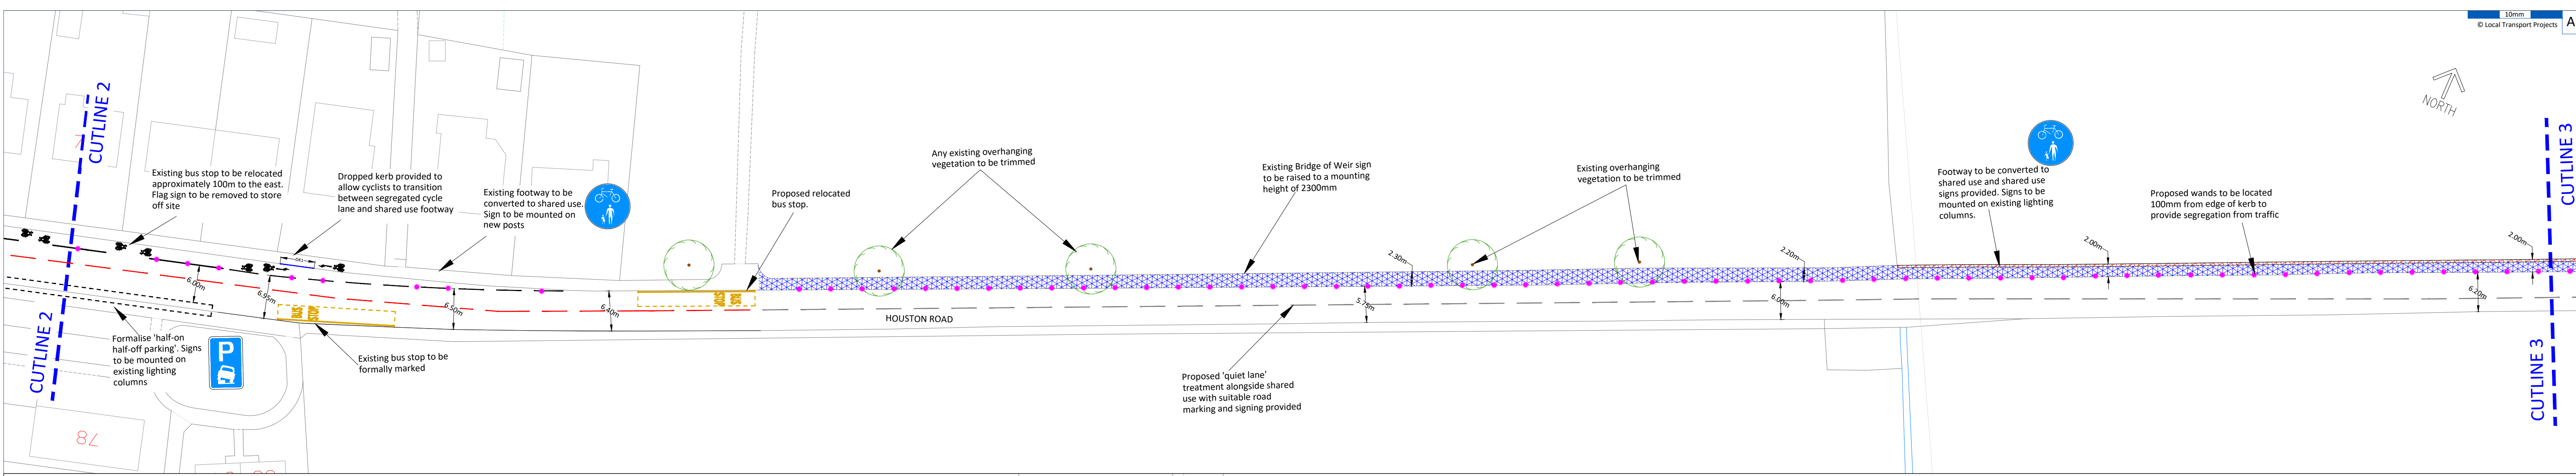 10mm
© Local Transport Projects
A
NORTH
CUTLINE 2
CUTLINE 2
7
Existing bus stop to be relocated
approximately 100m to the east.
Flag sign to be removed to store
off site
Dropped kerb provided to
allow cyclists to transition
between segregated cycle
lane and shared use footway
Existing footway to be
converted to shared use.
Sign to be mounted on
new posts
Proposed relocated
bus stop.
Any existing overhanging
vegetation to be trimmed
Existing Bridge of Weir sign
to be raised to a mounting
height of 2300mm
Existing overhanging
vegetation to be trimmed
Footway to be converted to
shared use and shared use
signs provided. Signs to be
mounted on existing lighting
columns.
Proposed wands to be located
100mm from edge of kerb to
provide segregation from traffic
CUTLINE 3
CUTLINE 3
DK1
6.00m
6.95m
6.50m
6.40m
2.30m
5.75m
2.20m
6.00m
2.00m
2.00m
6.20m
BUS
STOP
BUS
STOP
HOUSTON ROAD
Formalise 'half-on
half-off parking'. Signs
to be mounted on
existing lighting
columns
P
Existing bus stop to be
formally marked
Proposed 'quiet lane'
treatment alongside shared
use with suitable road
marking and signing provided
78